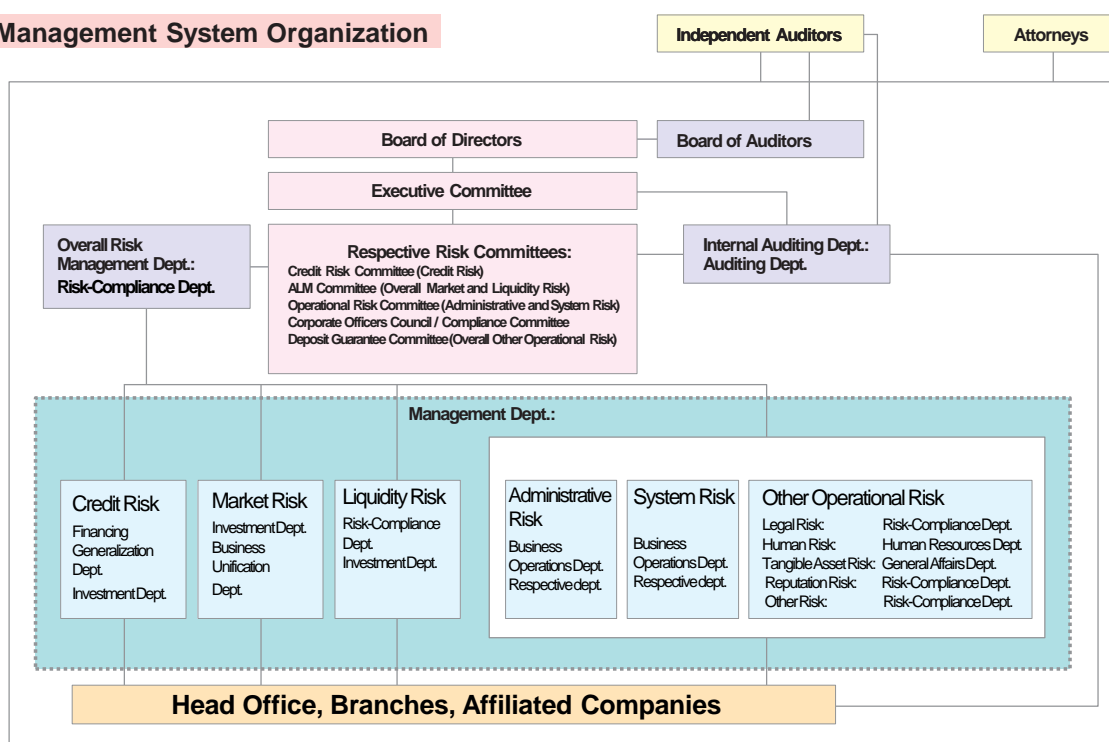 Management System Organization
Independent Auditors
Attorneys
Board of Directors
Board of Auditors
Executive Committee
Overall Risk
Management Dept.:
Risk-Compliance Dept.
Respective Risk Committees:
Credit Risk Committee (Credit Risk)
ALM Committee (Overall Market and Liquidity Risk)
Operational Risk Committee (Administrative and System Risk)
Corporate Officers Council / Compliance Committee
Deposit Guarantee Committee (Overall Other Operational Risk)
Internal Auditing Dept.:
Auditing Dept.
Management Dept.:
Credit Risk
Financing
Generalization
Dept.
Investment Dept.
Market Risk
Investment Dept.
Business
Unification
Dept.
Liquidity Risk
Risk-Compliance
Dept.
Investment Dept.
Administrative
Risk
Business
Operations Dept.
Respective dept.
System Risk
Business
Operations Dept.
Respective dept.
Other Operational Risk
Legal Risk: Risk-Compliance Dept.
Human Risk: Human Resources Dept.
Tangible Asset Risk: General Affairs Dept.
Reputation Risk: Risk-Compliance Dept.
Other Risk: Risk-Compliance Dept.
Head Office, Branches, Affiliated Companies